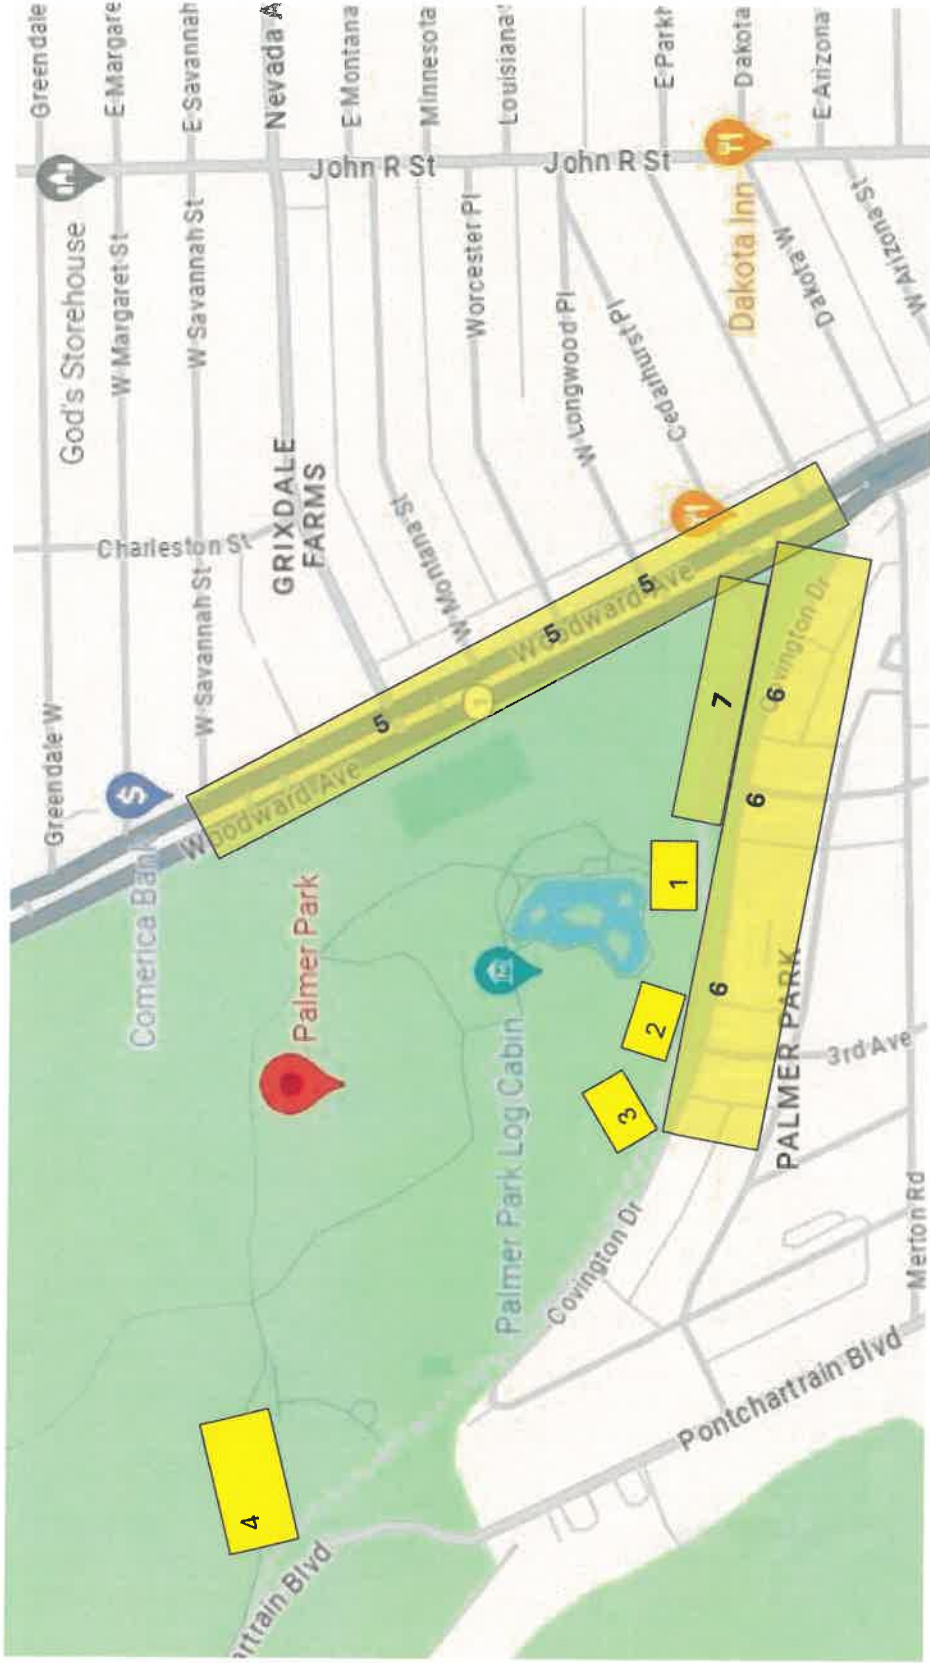 Greendale W
Greendale
God's Storehouse
Comerica Bank
$
W Margaret St
E Margare
Charleston St
W Savannah St
W Savannah St
E Savannah
4
artrain Blvd
Palmer Park
Woodward Ave
Nevada A
GRIXDALE
FARMS
5
W Montana St
E Montana
John R St
Minnesota
1
Worcester Pl
Palmer Park Log Cabin
Woodward Ave
5
Louisiana
John R St
W Longwood Pl
Covington Dr
3
2
1
5
Cedarhurst Pl
E Parkh
Pontchartrain Blvd
7
6
6
6
Covington Dr
Dakota Inn
Dakota
PALMER PARK
Dakota W
E Arizona
3rd Ave
W Arizona St
Merton Rd